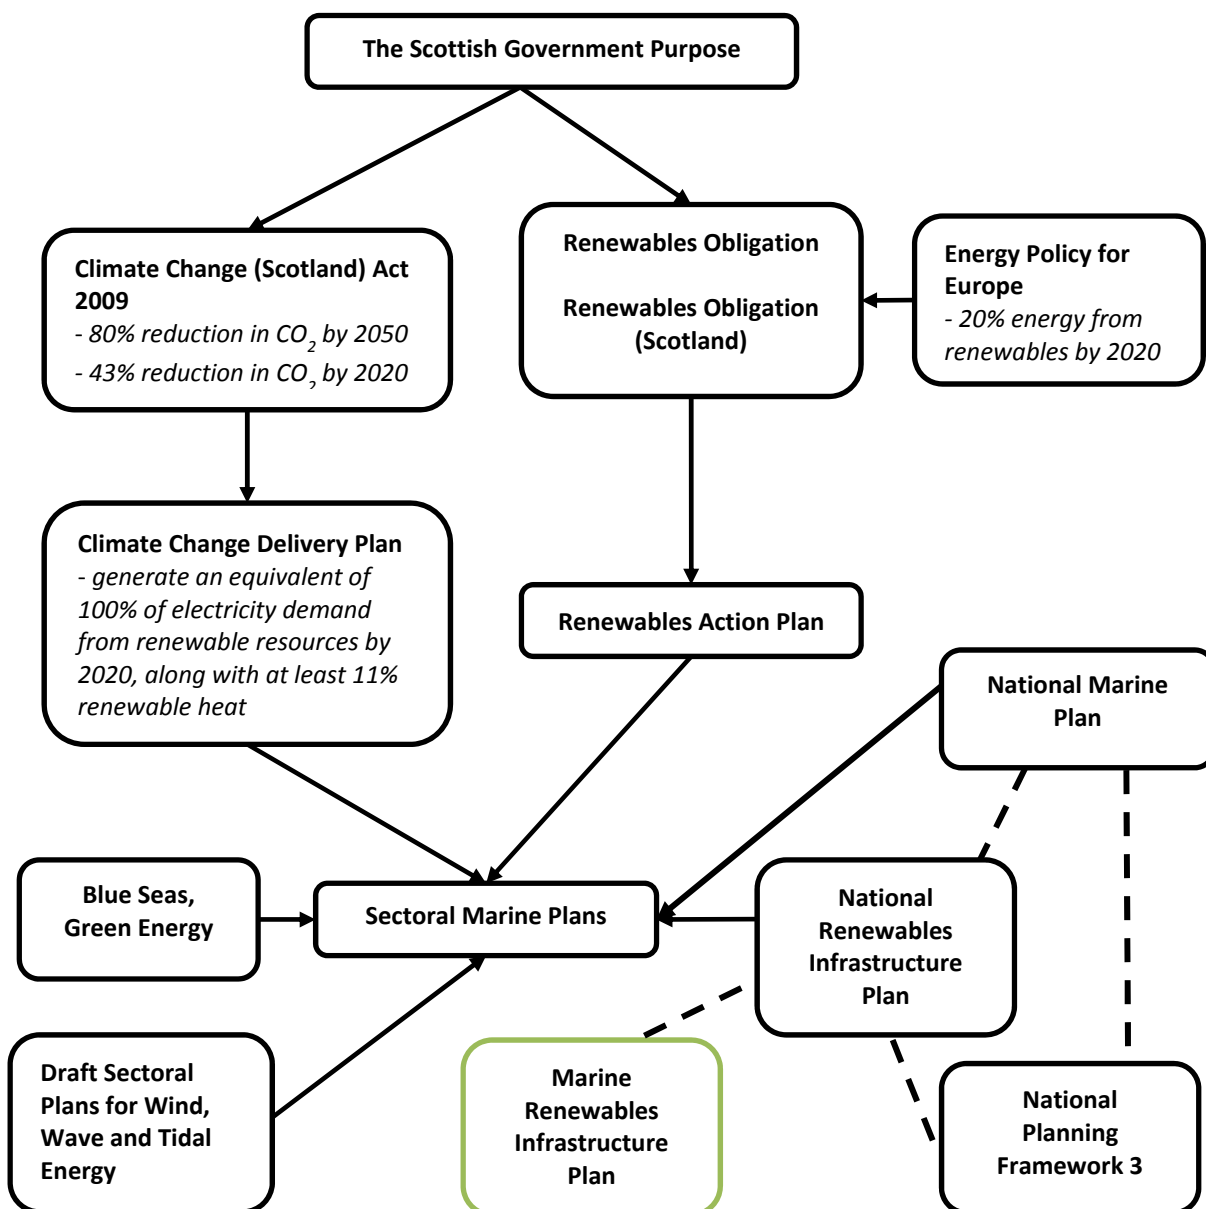 The Scottish Government Purpose
Climate Change (Scotland) Act
2009
- 80% reduction in CO2 by 2050
- 43% reduction in CO2 by 2020
Renewables Obligation
Renewables Obligation
(Scotland)
Energy Policy for
Europe
- 20% energy from
renewables by 2020
Climate Change Delivery Plan
- generate an equivalent of
100% of electricity demand
from renewable resources by
2020, along with at least 11%
renewable heat
Renewables Action Plan
National Marine
Plan
Blue Seas,
Green Energy
Sectoral Marine Plans
National
Renewables
Infrastructure
Plan
Draft Sectoral
Plans for Wind,
Wave and Tidal
Energy
Marine
Renewables
Infrastructure
Plan
National
Planning
Framework 3